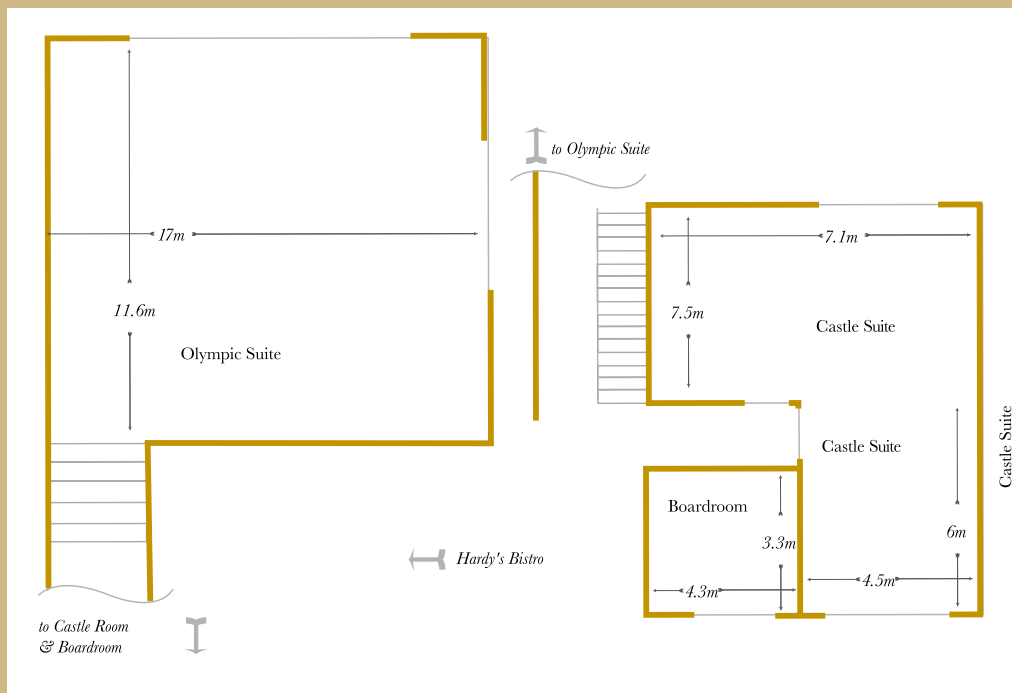 17m
11.6m
Olympic Suite
to Castle Room
& Boardroom
to Olympic Suite
Hardy's Bistro
7.1m
7.5m
Castle Suite
Castle Suite
Castle Suite
Boardroom
3.3m
4.3m
4.5m
6m